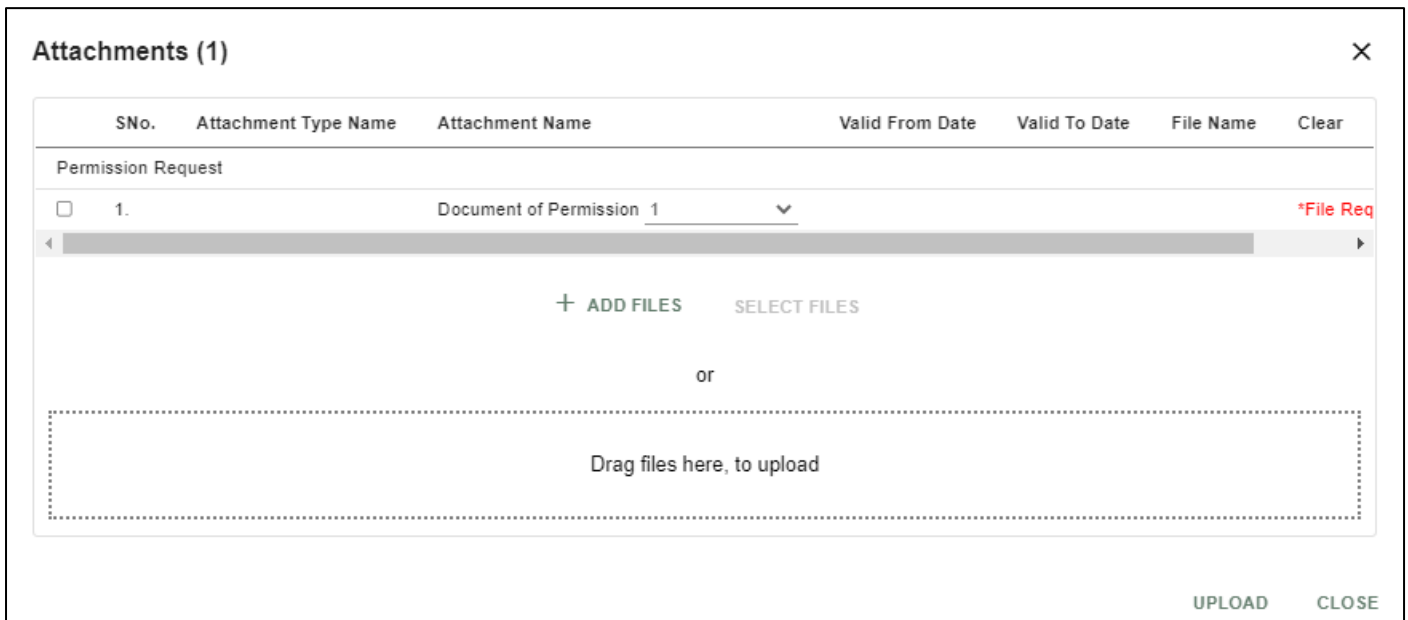 Attachments (1)
SNo. Attachment Type Name Attachment Name Valid From Date Valid To Date File Name Clear
Permission Request
1. Document of Permission 1 *File Req
+ ADD FILES SELECT FILES
or
Drag files here, to upload
UPLOAD CLOSE